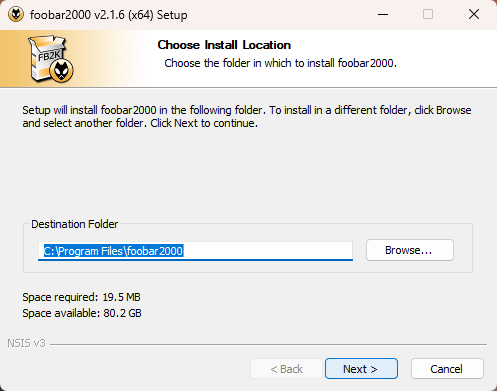 foobar2000 v2.1.6 (x64) Setup
FB2K
Choose Install Location
Choose the folder in which to install foobar2000.
Setup will install foobar2000 in the following folder. To install in a different folder, click Browse
and select another folder. Click Next to continue.
Destination Folder
C:\Program Files\foobar2000
Browse...
Space required: 19.5 MB
Space available: 80.2 GB
NSIS v3
< Back
Next >
Cancel